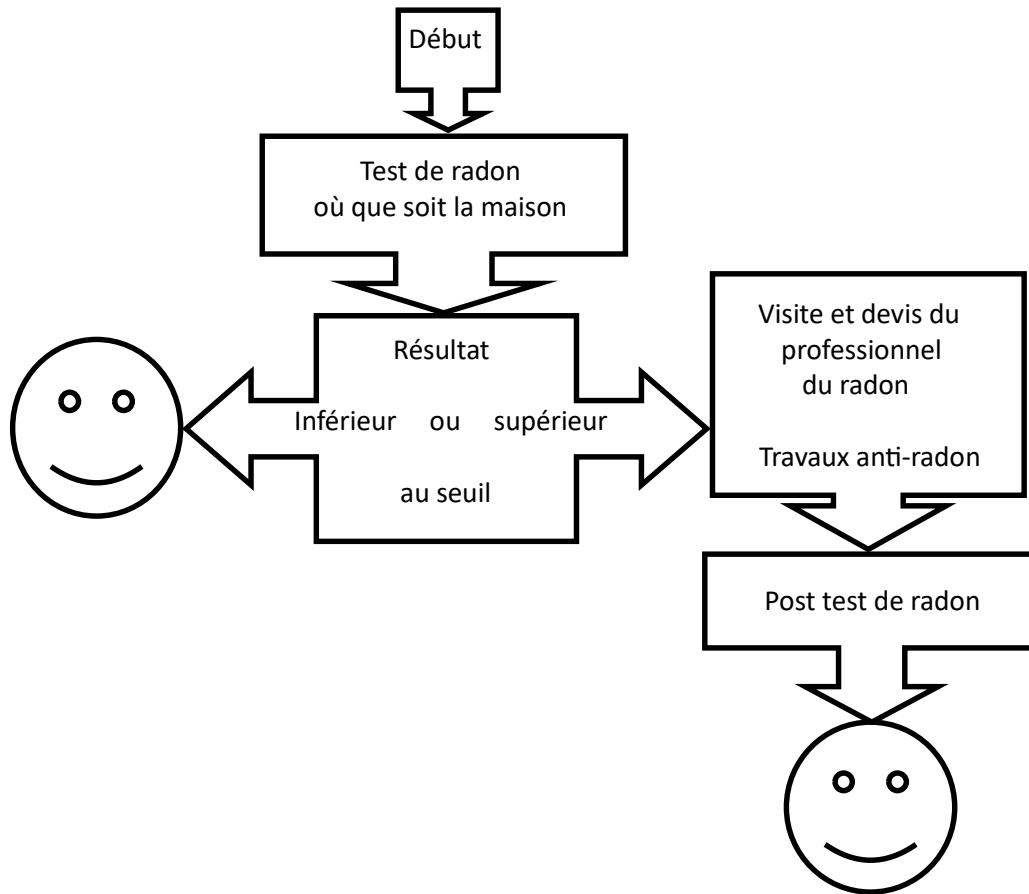 Début
Test de radon
où que soit la maison
Résultat
Inférieur ou supérieur
au seuil
Visite et devis du
professionnel
du radon
Travaux anti-radon
Post test de radon